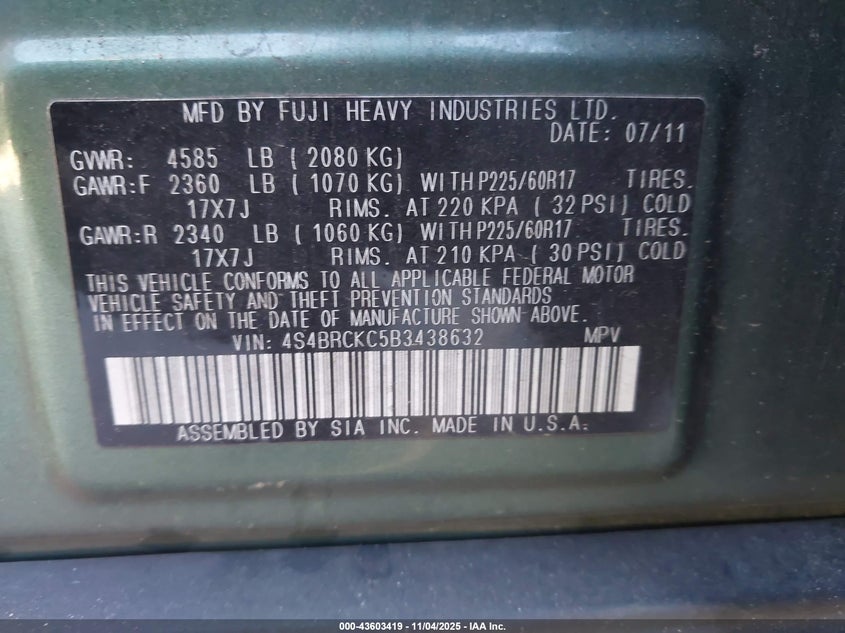 MFD BY FUJI HEAVY INDUSTRIES LTD.
DATE: 07/11
GVWR: 4585 LB ( 2080 KG)
GAWR:F 2360 LB ( 1070 KG) WITH P225/60R17 TIRES.
17X7J RIMS. AT 220 KPA ( 32 PSI) COLD
GAWR:R 2340 LB ( 1060 KG) WITH P225/60R17 TIRES.
17X7J RIMS. AT 210 KPA ( 30 PSI) COLD
THIS VEHICLE CONFORMS TO ALL APPLICABLE FEDERAL MOTOR
VEHICLE SAFETY AND THEFT PREVENTION STANDARDS
IN EFFECT ON THE DATE OF MANUFACTURE SHOWN ABOVE.
VIN: 4S4BRCKC5B3438632 MPV
ASSEMBLED BY SIA INC. MADE IN U.S.A.
000-43603419 - 11/04/2025 - IAA Inc.